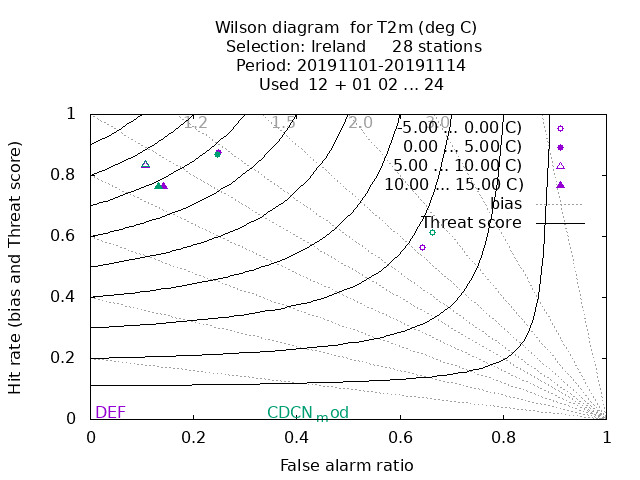 Wilson diagram  for T2m (deg C)
Selection: Ireland     28 stations
Period: 20191101-20191114
Used  12 + 01 02 ... 24
1.2 1.5 2.0 3.0
-5.00 ... 0.00 C)
0.00 ... 5.00 C)
5.00 ... 10.00 C)
10.00 ... 15.00 C)
bias
Threat score
Hit rate (bias and Threat score)
1
0.8
0.6
0.4
0.2
0
DEF
CDCN_mod
0 0.2 0.4 0.6 0.8 1
False alarm ratio